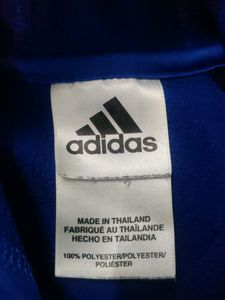 adidas
MADE IN THAILAND
FABRIQUÉ AU THAÏLANDE
HECHO EN TAILANDIA
100% POLYESTER/POLYESTER/
POLIÉSTER